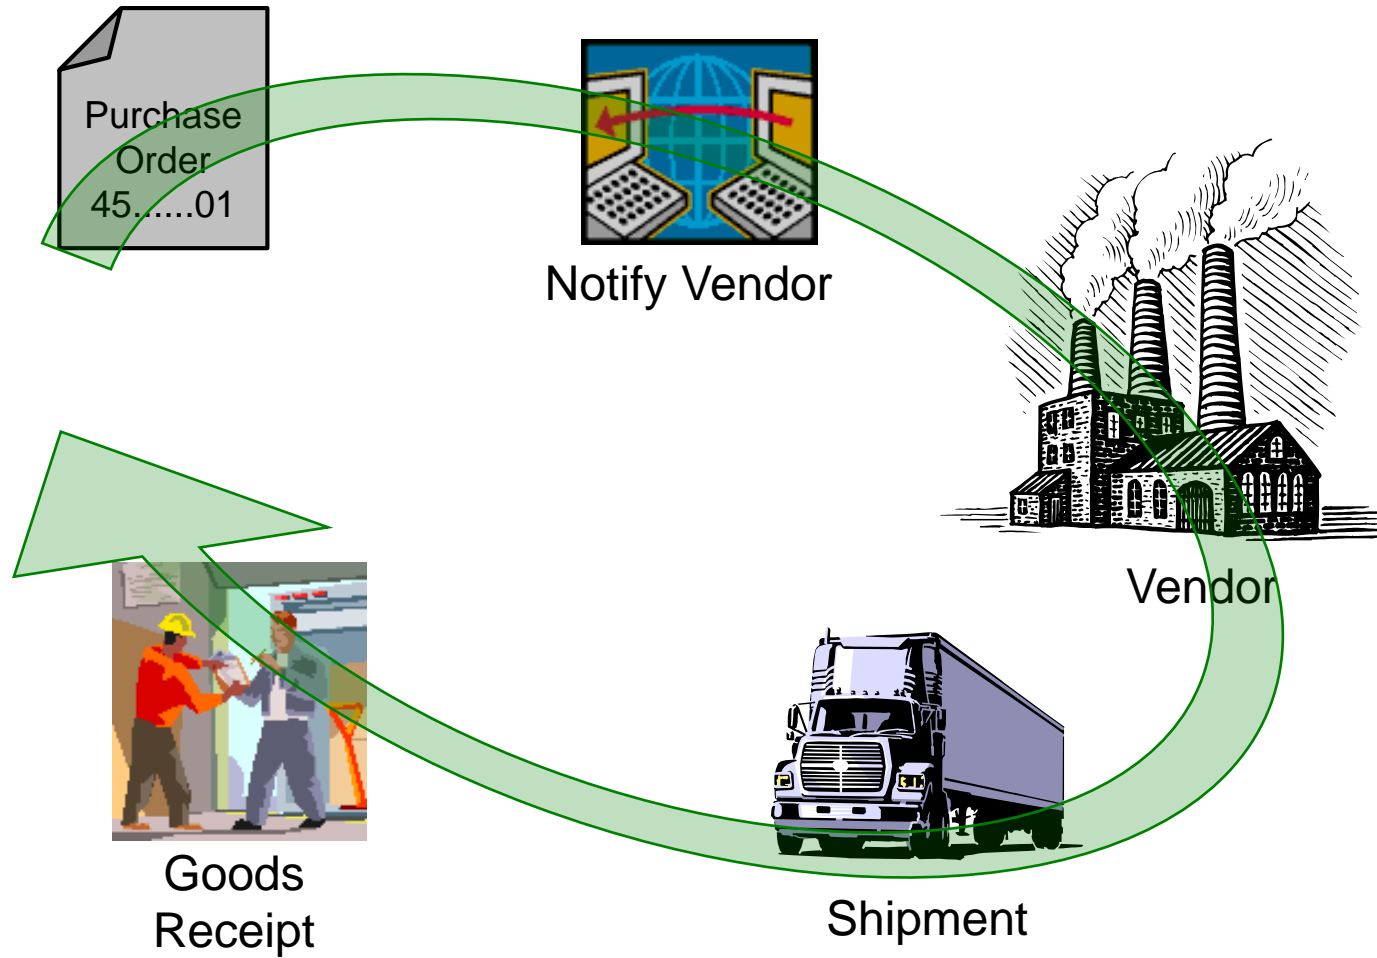 Purchase
Order
45......01
Notify Vendor
Vendor
Shipment
Goods
Receipt